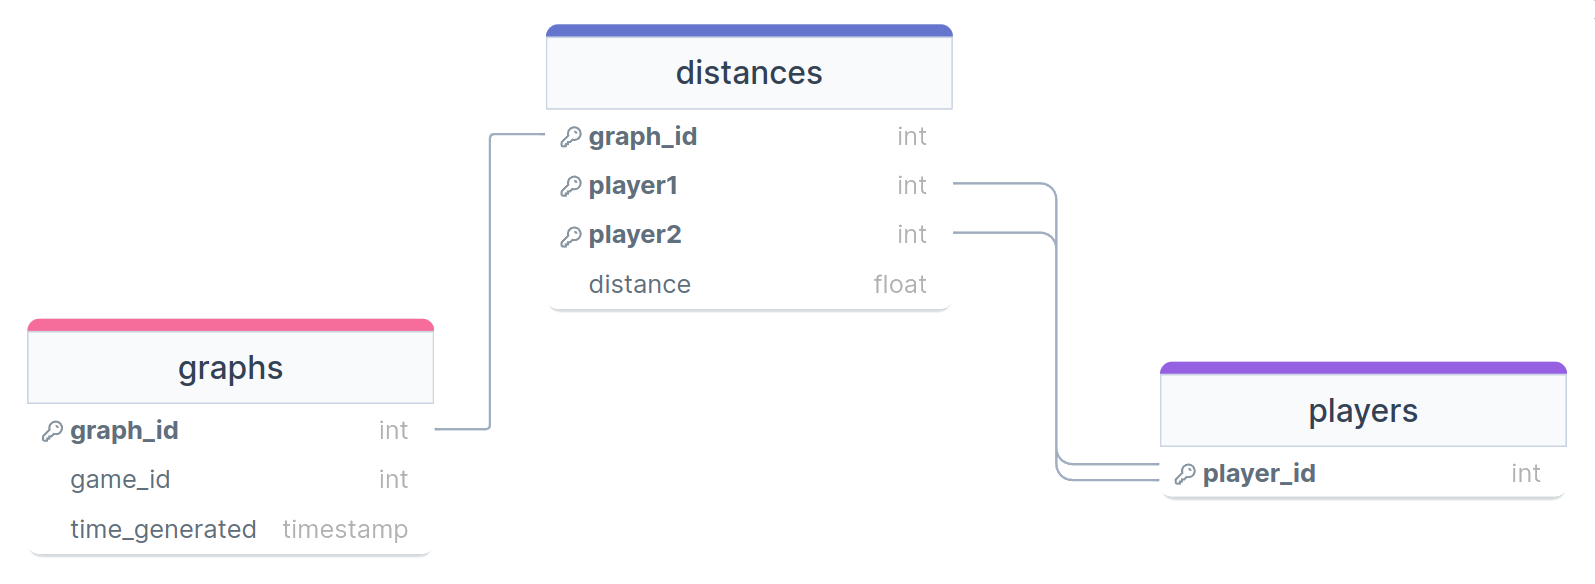 distances
graph_id int
player1 int
player2 int
distance float
graphs
graph_id int
game_id int
time_generated timestamp
players
player_id int